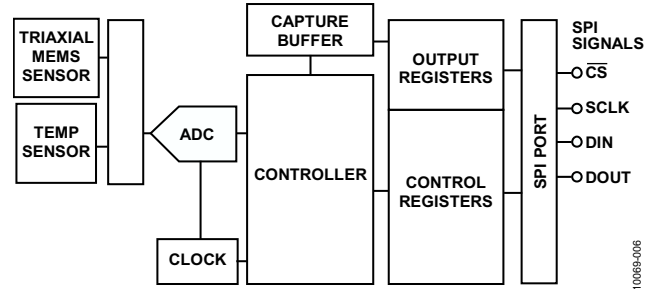 TRIAXIAL
MEMS
SENSOR
TEMP
SENSOR
ADC
CLOCK
CAPTURE
BUFFER
CONTROLLER
OUTPUT
REGISTERS
CONTROL
REGISTERS
SPI PORT
SPI
SIGNALS
C̅S̅
SCLK
DIN
DOUT
10069-006